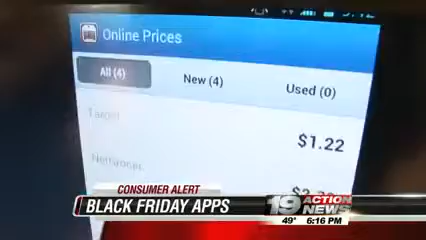 Online Prices
All (4)
New (4)
Used (0)
Target
$1.22
CONSUMER ALERT
BLACK FRIDAY APPS
19 ACTION NEWS
49° 6:16 PM